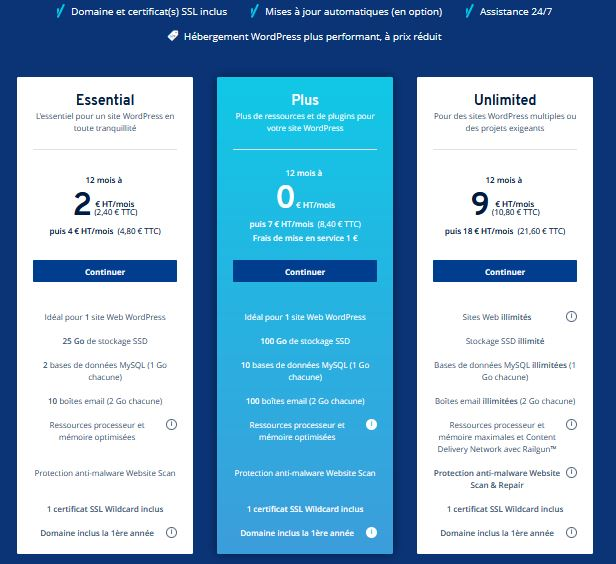 Domaine et certificat(s) SSL inclus
Mises à jour automatiques (en option)
Assistance 24/7
Hébergement WordPress plus performant, à prix réduit
Essential
L'essentiel pour un site WordPress en
toute tranquillité
12 mois à
2 € HT/mois
(2,40 € TTC)
puis 4 € HT/mois (4,80 € TTC)
Continuer
Idéal pour 1 site Web WordPress
25 Go de stockage SSD
2 bases de données MySQL (1 Go
chacune)
10 boîtes email (2 Go chacune)
Ressources processeur et
mémoire optimisées
Protection anti-malware Website Scan
1 certificat SSL Wildcard inclus
Domaine inclus la 1ère année
Plus
Plus de ressources et de plugins pour
votre site WordPress
12 mois à
0 € HT/mois
puis 7 € HT/mois (8,40 € TTC)
Frais de mise en service 1 €
Continuer
Idéal pour 1 site Web WordPress
100 Go de stockage SSD
10 bases de données MySQL (1 Go
chacune)
100 boîtes email (2 Go chacune)
Ressources processeur et
mémoire optimisées
Protection anti-malware Website Scan
1 certificat SSL Wildcard inclus
Domaine inclus la 1ère année
Unlimited
Pour des sites WordPress multiples ou
des projets exigeants
12 mois à
9 € HT/mois
(10,80 € TTC)
puis 18 € HT/mois (21,60 € TTC)
Continuer
Sites Web illimités
Stockage SSD illimité
Bases de données MySQL illimitées (1
Go chacune)
Boîtes email illimitées (2 Go chacune)
Ressources processeur et
mémoire maximales et Content
Delivery Network avec Railgun™
Protection anti-malware Website
Scan & Repair
1 certificat SSL Wildcard inclus
Domaine inclus la 1ère année